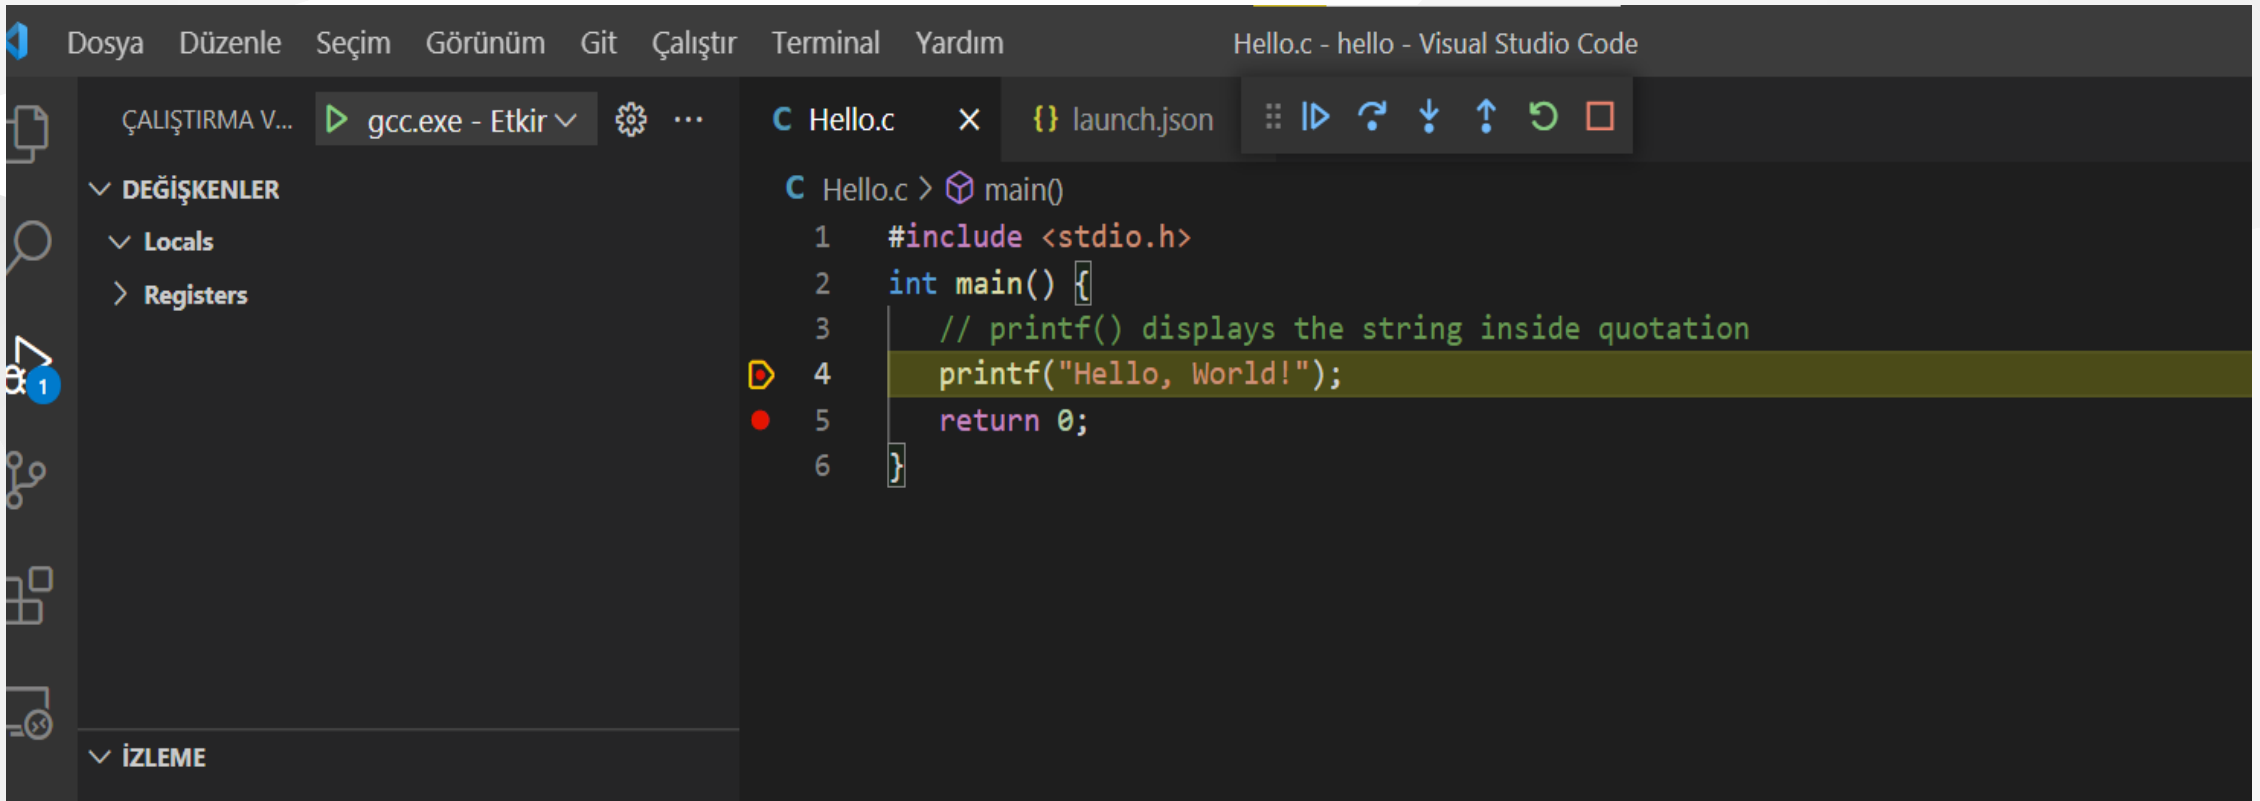 Dosya Düzenle Seçim Görünüm Git Çalıştır Terminal Yardım Hello.c - hello - Visual Studio Code
ÇALIŞTIRMA V... gcc.exe - Etkir ... C Hello.c {} launch.json
DEĞİŞKENLER
Locals
Registers
1
İZLEME
C Hello.c > main()
1 #include <stdio.h>
2 int main() {
3 // printf() displays the string inside quotation
4 printf("Hello, World!");
5 return 0;
6 }